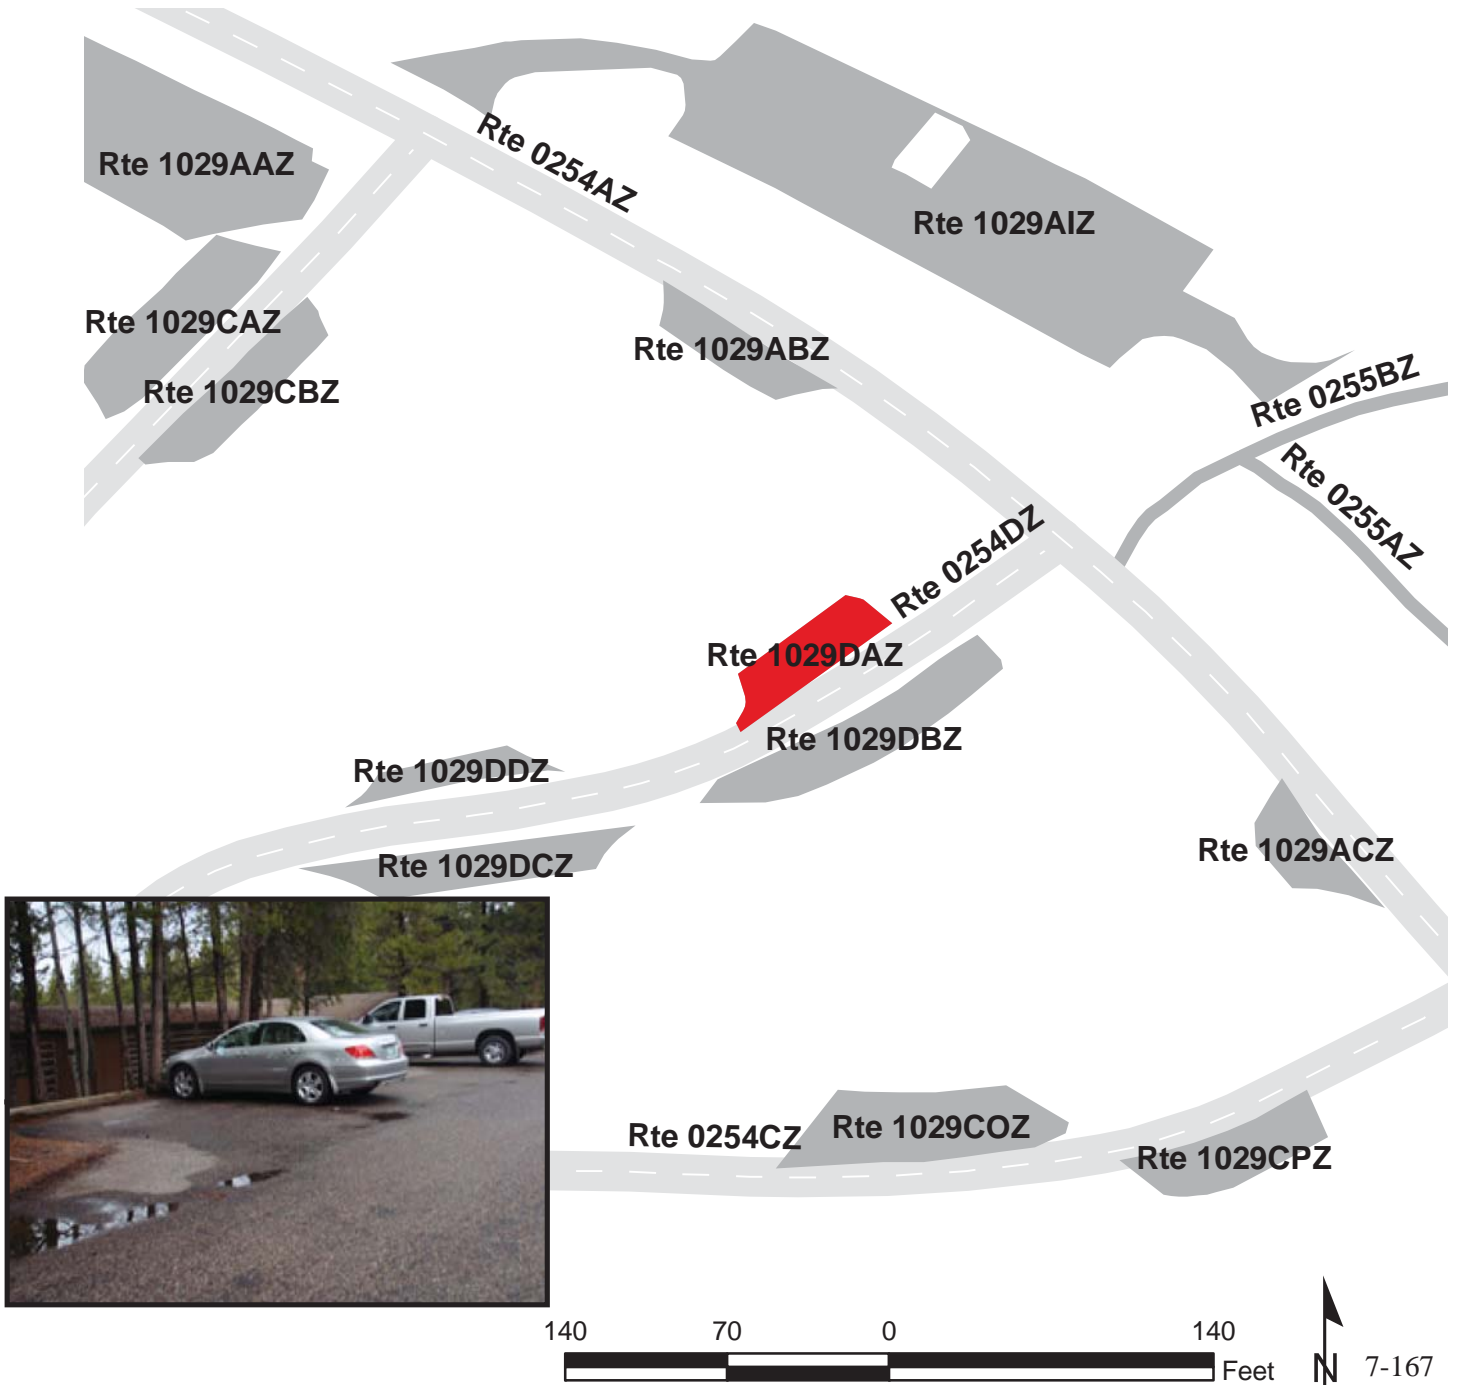 Rte 0254AZ
Rte 1029AAZ
Rte 1029AIZ
Rte 1029CAZ
Rte 1029ABZ
Rte 1029CBZ
Rte 0255BZ
Rte 0255AZ
Rte 0254DZ
Rte 1029DAZ
Rte 1029DBZ
Rte 1029DDZ
Rte 1029DCZ
Rte 1029ACZ
Rte 0254CZ
Rte 1029COZ
Rte 1029CPZ
140 70 0 140
Feet
N
7-167